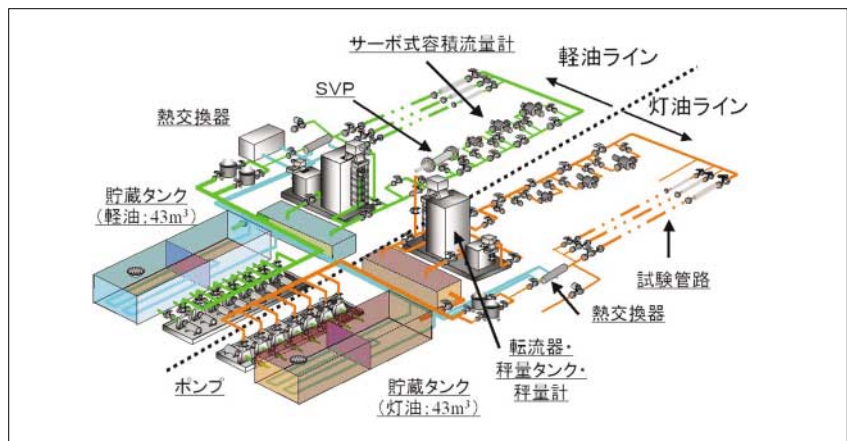 サーボ式容積流量計
軽油ライン
SVP
灯油ライン
熱交換器
貯蔵タンク
(軽油;43m³)
試験管路
熱交換器
転流器・
秤量タンク・
秤量計
ポンプ
貯蔵タンク
(灯油;43m³)